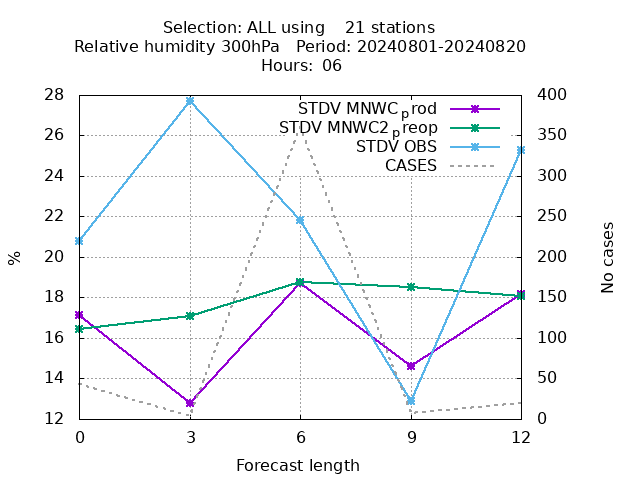 Selection: ALL using    21 stations
Relative humidity 300hPa   Period: 20240801-20240820
Hours: 06
STDV MNWC_prod
STDV MNWC2_preop
STDV OBS
CASES
28
26
24
22
20
18
16
14
12
400
350
300
250
200
150
100
50
0
%
No cases
0 3 6 9 12
Forecast length